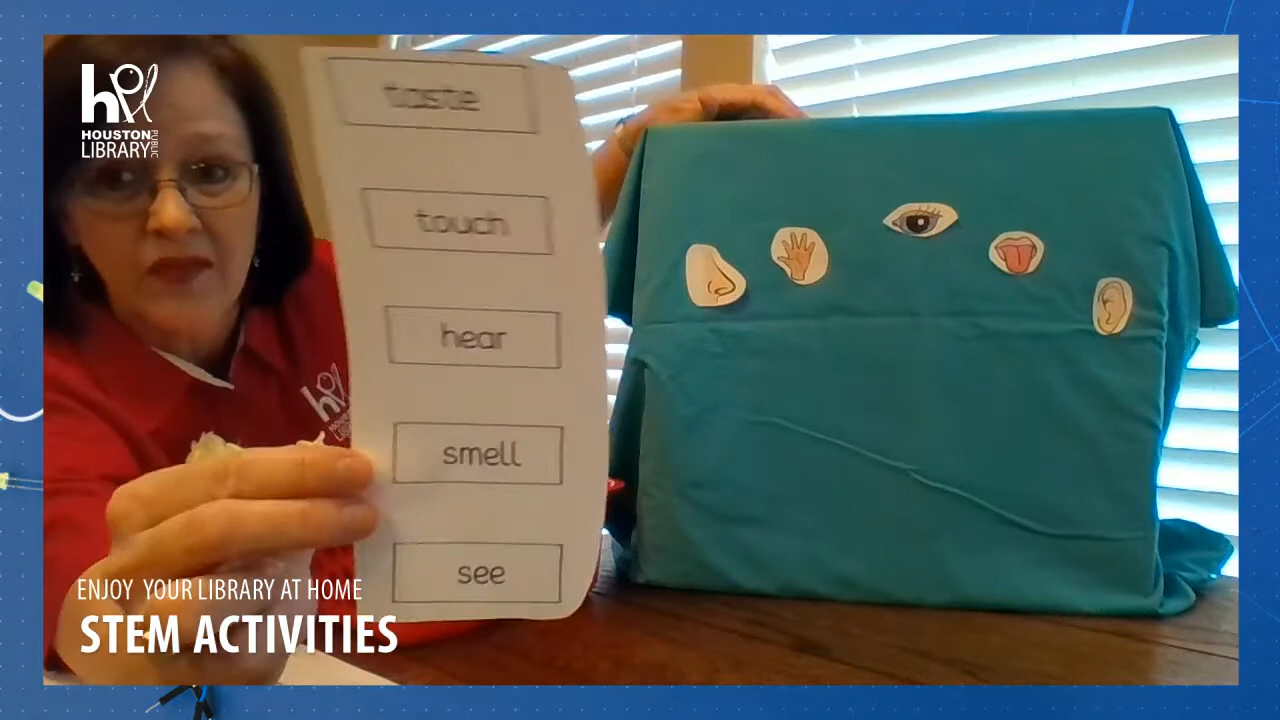 hpl
HOUSTON
LIBRARY PUBLIC
taste
touch
hear
smell
see
ENJOY YOUR LIBRARY AT HOME
STEM ACTIVITIES